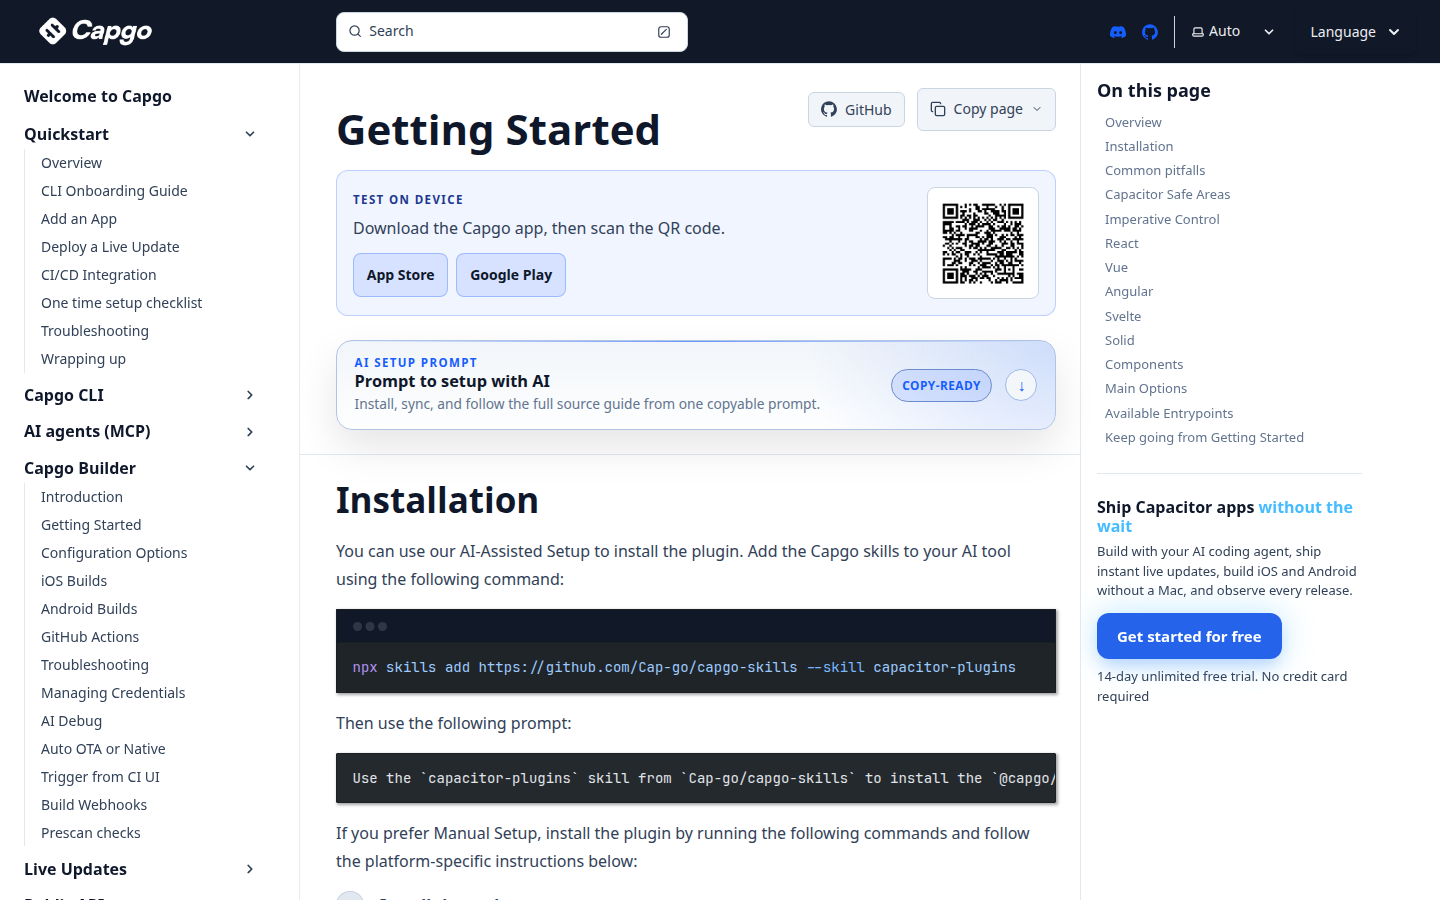 Capgo
Search
Auto
Language
Welcome to Capgo
Quickstart
Overview
CLI Onboarding Guide
Add an App
Deploy a Live Update
CI/CD Integration
One time setup checklist
Troubleshooting
Wrapping up
Capgo CLI
AI agents (MCP)
Capgo Builder
Introduction
Getting Started
Configuration Options
iOS Builds
Android Builds
GitHub Actions
Troubleshooting
Managing Credentials
AI Debug
Auto OTA or Native
Trigger from CI UI
Build Webhooks
Prescan checks
Live Updates
Getting Started
GitHub
Copy page
TEST ON DEVICE
Download the Capgo app, then scan the QR code.
App Store
Google Play
AI SETUP PROMPT
Prompt to setup with AI
Install, sync, and follow the full source guide from one copyable prompt.
COPY-READY
↓
Installation
You can use our AI-Assisted Setup to install the plugin. Add the Capgo skills to your AI tool
using the following command:
npx skills add https://github.com/Cap-go/capgo-skills --skill capacitor-plugins
Then use the following prompt:
Use the `capacitor-plugins` skill from `Cap-go/capgo-skills` to install the `@capgo/
If you prefer Manual Setup, install the plugin by running the following commands and follow
the platform-specific instructions below:
On this page
Overview
Installation
Common pitfalls
Capacitor Safe Areas
Imperative Control
React
Vue
Angular
Svelte
Solid
Components
Main Options
Available Entrypoints
Keep going from Getting Started
Ship Capacitor apps without the
wait
Build with your AI coding agent, ship
instant live updates, build iOS and Android
without a Mac, and observe every release.
Get started for free
14-day unlimited free trial. No credit card
required